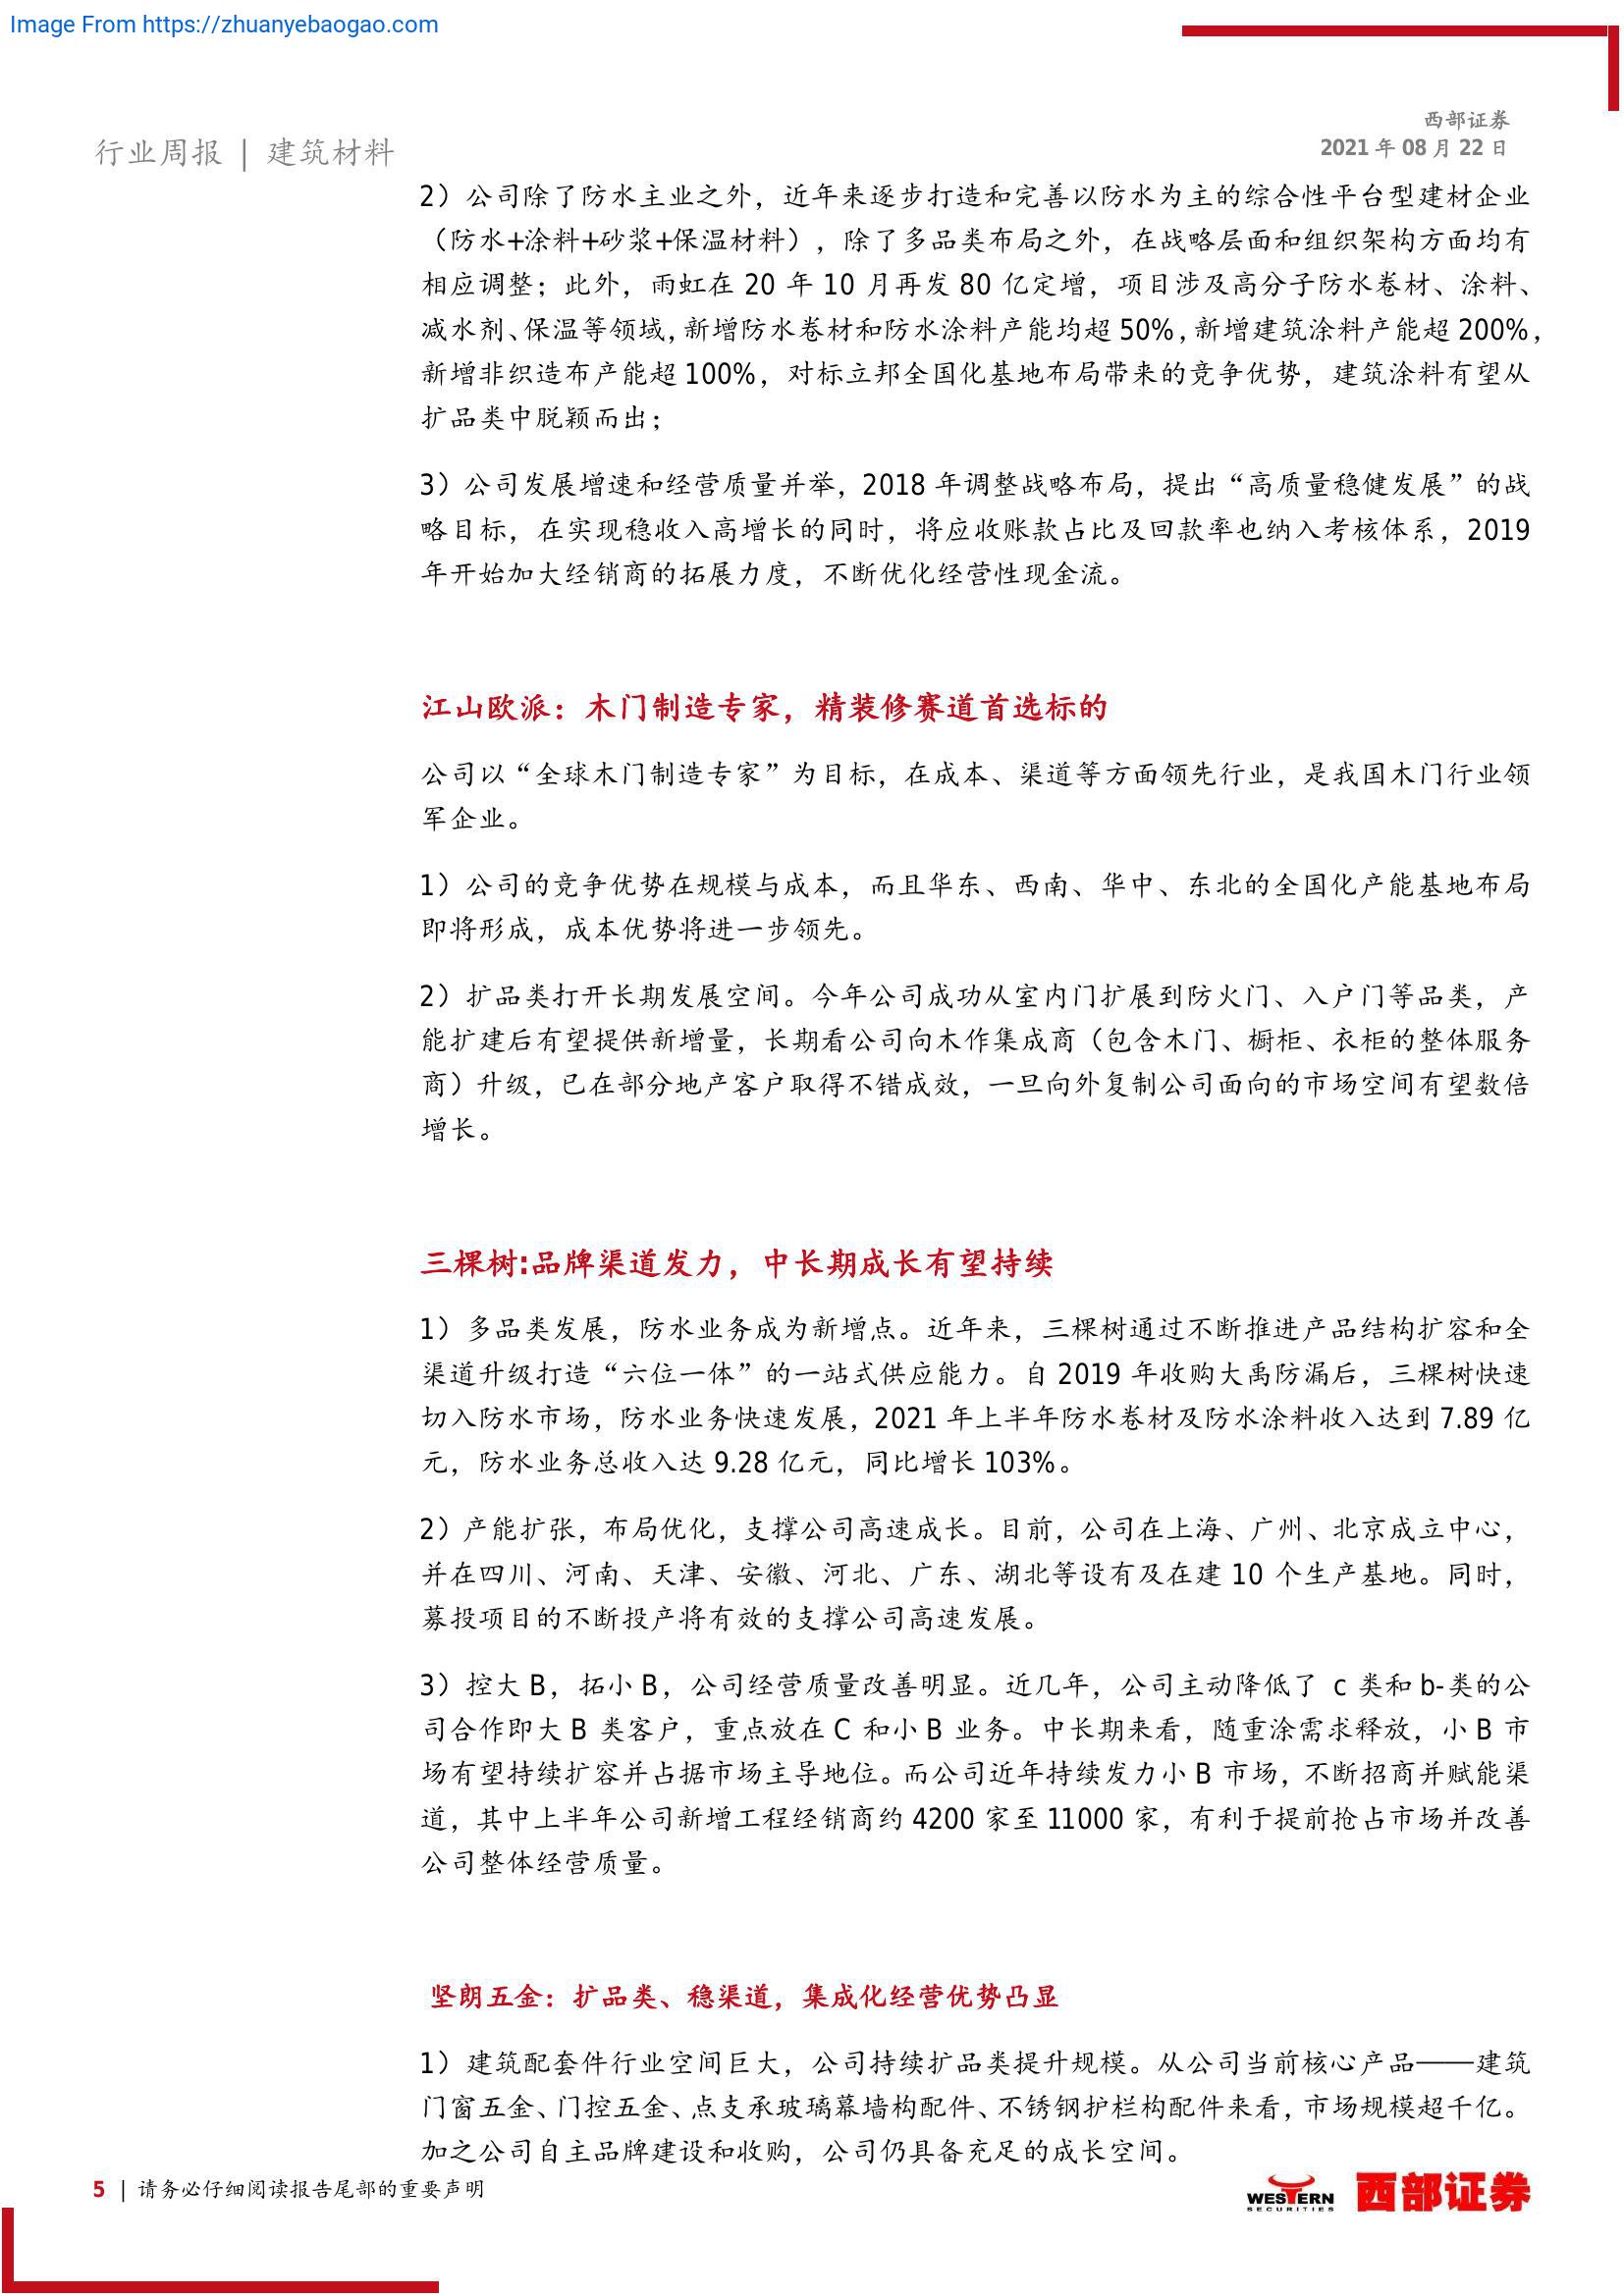 Image From https://zhuanyebaogao.com
西部证券
行业周报 | 建筑材料
2021 年 08 月 22 日
2）公司除了防水主业之外，近年来逐步打造和完善以防水为主的综合性平台型建材企业
（防水+涂料+砂浆+保温材料），除了多品类布局之外，在战略层面和组织架构方面均有
相应调整；此外，雨虹在 20 年 10 月再发 80 亿定增，项目涉及高分子防水卷材、涂料、
减水剂、保温等领域，新增防水卷材和防水涂料产能均超 50%，新增建筑涂料产能超 200%，
新增非织造布产能超 100%，对标立邦全国化基地布局带来的竞争优势，建筑涂料有望从
扩品类中脱颖而出；
3）公司发展增速和经营质量并举，2018 年调整战略布局，提出“高质量稳健发展”的战
略目标，在实现稳收入高增长的同时，将应收账款占比及回款率也纳入考核体系，2019
年开始加大经销商的拓展力度，不断优化经营性现金流。
江山欧派：木门制造专家，精装修赛道首选标的
公司以“全球木门制造专家”为目标，在成本、渠道等方面领先行业，是我国木门行业领
军企业。
1）公司的竞争优势在规模与成本，而且华东、西南、华中、东北的全国化产能基地布局
即将形成，成本优势将进一步领先。
2）扩品类打开长期发展空间。今年公司成功从室内门扩展到防火门、入户门等品类，产
能扩建后有望提供新增量，长期看公司向木作集成商（包含木门、橱柜、衣柜的整体服务
商）升级，已在部分地产客户取得不错成效，一旦向外复制公司面向的市场空间有望数倍
增长。
三棵树:品牌渠道发力，中长期成长有望持续
1）多品类发展，防水业务成为新增点。近年来，三棵树通过不断推进产品结构扩容和全
渠道升级打造“六位一体”的一站式供应能力。自 2019 年收购大禹防漏后，三棵树快速
切入防水市场，防水业务快速发展，2021 年上半年防水卷材及防水涂料收入达到 7.89 亿
元，防水业务总收入达 9.28 亿元，同比增长 103%。
2）产能扩张，布局优化，支撑公司高速成长。目前，公司在上海、广州、北京成立中心，
并在四川、河南、天津、安徽、河北、广东、湖北等设有及在建 10 个生产基地。同时，
募投项目的不断投产将有效的支撑公司高速发展。
3）控大 B，拓小 B，公司经营质量改善明显。近几年，公司主动降低了 c 类和 b-类的公
司合作即大 B 类客户，重点放在 C 和小 B 业务。中长期来看，随重涂需求释放，小 B 市
场有望持续扩容并占据市场主导地位。而公司近年持续发力小 B 市场，不断招商并赋能渠
道，其中上半年公司新增工程经销商约 4200 家至 11000 家，有利于提前抢占市场并改善
公司整体经营质量。
坚朗五金：扩品类、稳渠道，集成化经营优势凸显
1）建筑配套件行业空间巨大，公司持续扩品类提升规模。从公司当前核心产品——建筑
门窗五金、门控五金、点支承玻璃幕墙构配件、不锈钢护栏构配件来看，市场规模超千亿。
加之公司自主品牌建设和收购，公司仍具备充足的成长空间。
5 | 请务必仔细阅读报告尾部的重要声明
WESTERN
SECURITIES
西部证券